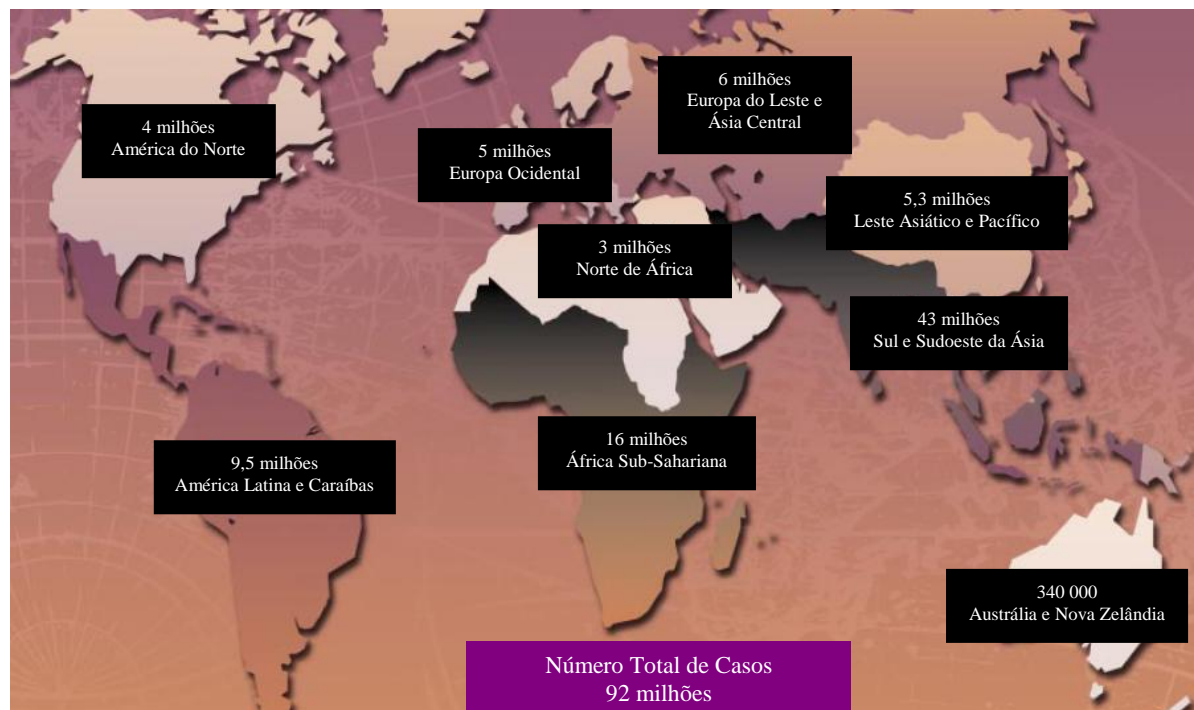 4 milhões
América do Norte
5 milhões
Europa Ocidental
6 milhões
Europa do Leste e
Ásia Central
5,3 milhões
Leste Asiático e Pacífico
3 milhões
Norte de África
43 milhões
Sul e Sudoeste da Ásia
9,5 milhões
América Latina e Caraíbas
16 milhões
África Sub-Sahariana
340 000
Austrália e Nova Zelândia
Número Total de Casos
92 milhões